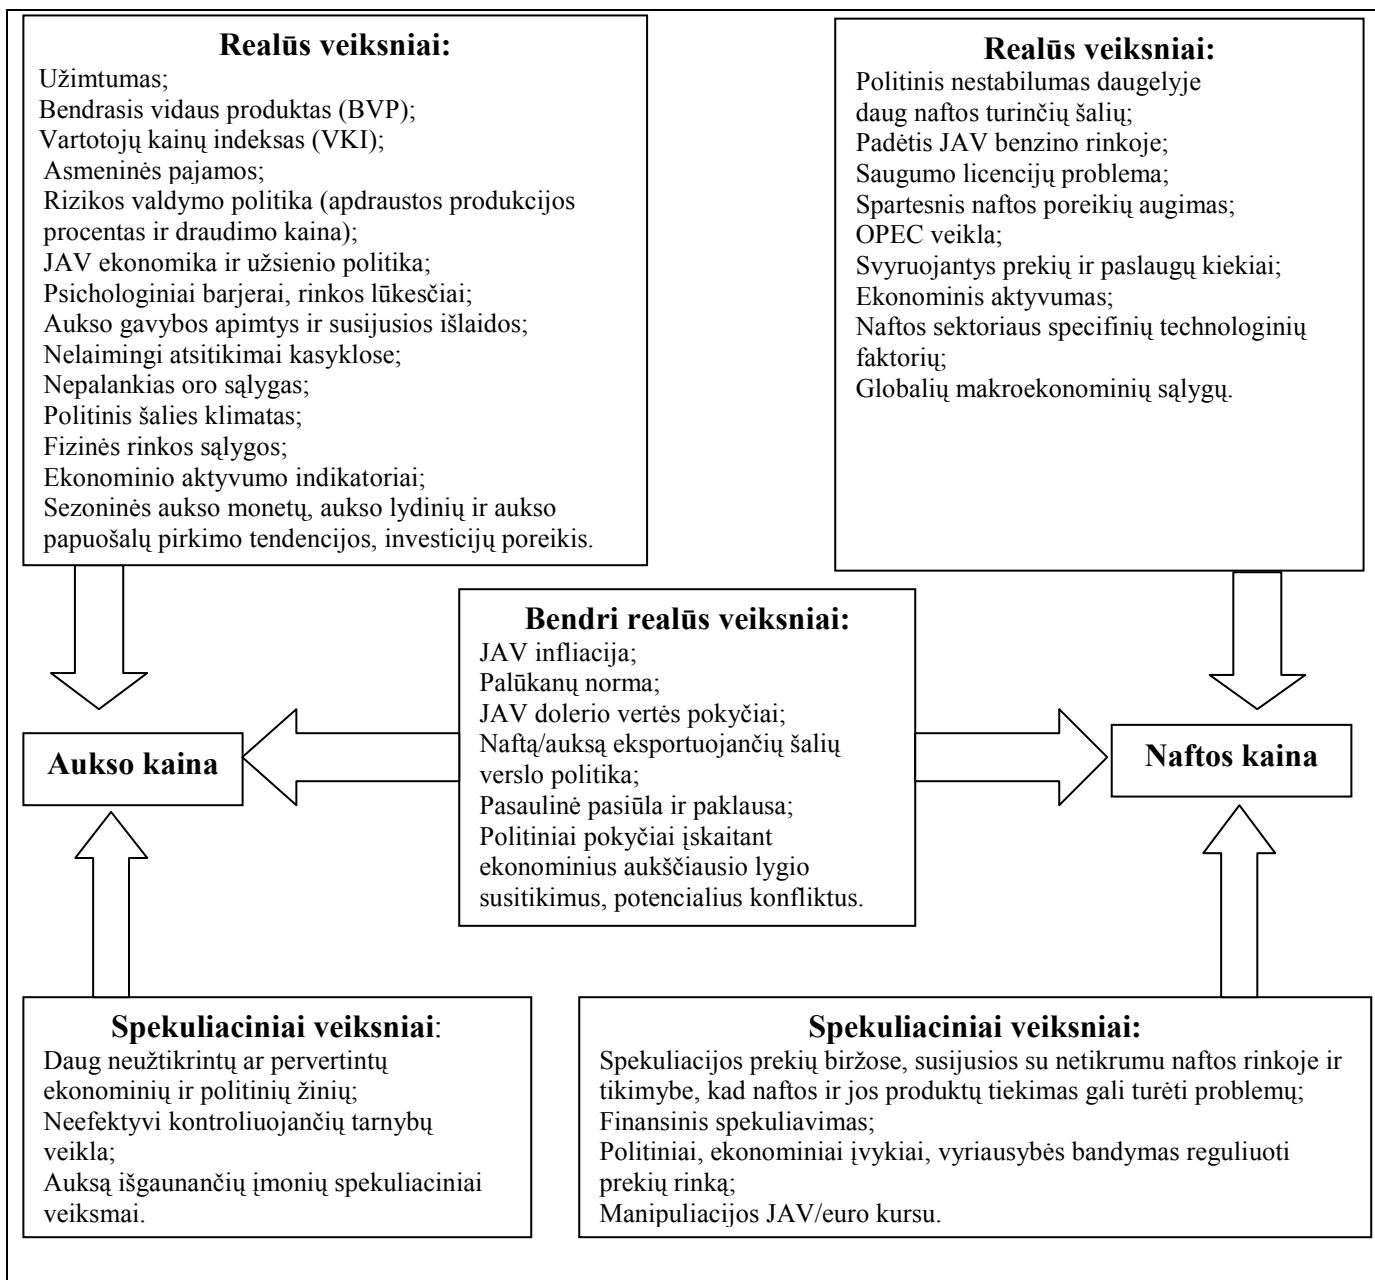 Realūs veiksniai:
Užimtumas;
Bendrasis vidaus produktas (BVP);
Vartotojų kainų indeksas (VKI);
Asmeninės pajamos;
Rizikos valdymo politika (apdraustos produkcijos
procentas ir draudimo kaina);
JAV ekonomika ir užsienio politika;
Psichologiniai barjerai, rinkos lūkesčiai;
Aukso gavybos apimtys ir susijusios išlaidos;
Nelaimingi atsitikimai kasyklose;
Nepalankias oro sąlygas;
Politinis šalies klimatas;
Fizinės rinkos sąlygos;
Ekonominio aktyvumo indikatoriai;
Sezoninės aukso monetų, aukso lydinių ir aukso
papuošalų pirkimo tendencijos, investicijų poreikis.
Realūs veiksniai:
Politinis nestabilumas daugelyje
daug naftos turinčių šalių;
Padėtis JAV benzino rinkoje;
Saugumo licencijų problema;
Spartesnis naftos poreikių augimas;
OPEC veikla;
Svyruojantys prekių ir paslaugų kiekiai;
Ekonominis aktyvumas;
Naftos sektoriaus specifinių technologinių
faktorių;
Globalių makroekonominių sąlygų.
Bendri realūs veiksniai:
JAV infliacija;
Palūkanų norma;
JAV dolerio vertės pokyčiai;
Naftą/auksą eksportuojančių šalių
verslo politika;
Pasaulinė pasiūla ir paklausa;
Politiniai pokyčiai įskaitant
ekonominius aukščiausio lygio
susitikimus, potencialius konfliktus.
Aukso kaina
Naftos kaina
Spekuliaciniai veiksniai:
Daug neužtikrintų ar pervertintų
ekonominių ir politinių žinių;
Neefektyvi kontroliuojančių tarnybų
veikla;
Auksą išgaunančių įmonių spekuliaciniai
veiksmai.
Spekuliaciniai veiksniai:
Spekuliacijos prekių biržose, susijusios su netikrumu naftos rinkoje ir
tikimybe, kad naftos ir jos produktų tiekimas gali turėti problemų;
Finansinis spekuliavimas;
Politiniai, ekonominiai įvykiai, vyriausybės bandymas reguliuoti
prekių rinką;
Manipuliacijos JAV/euro kursu.